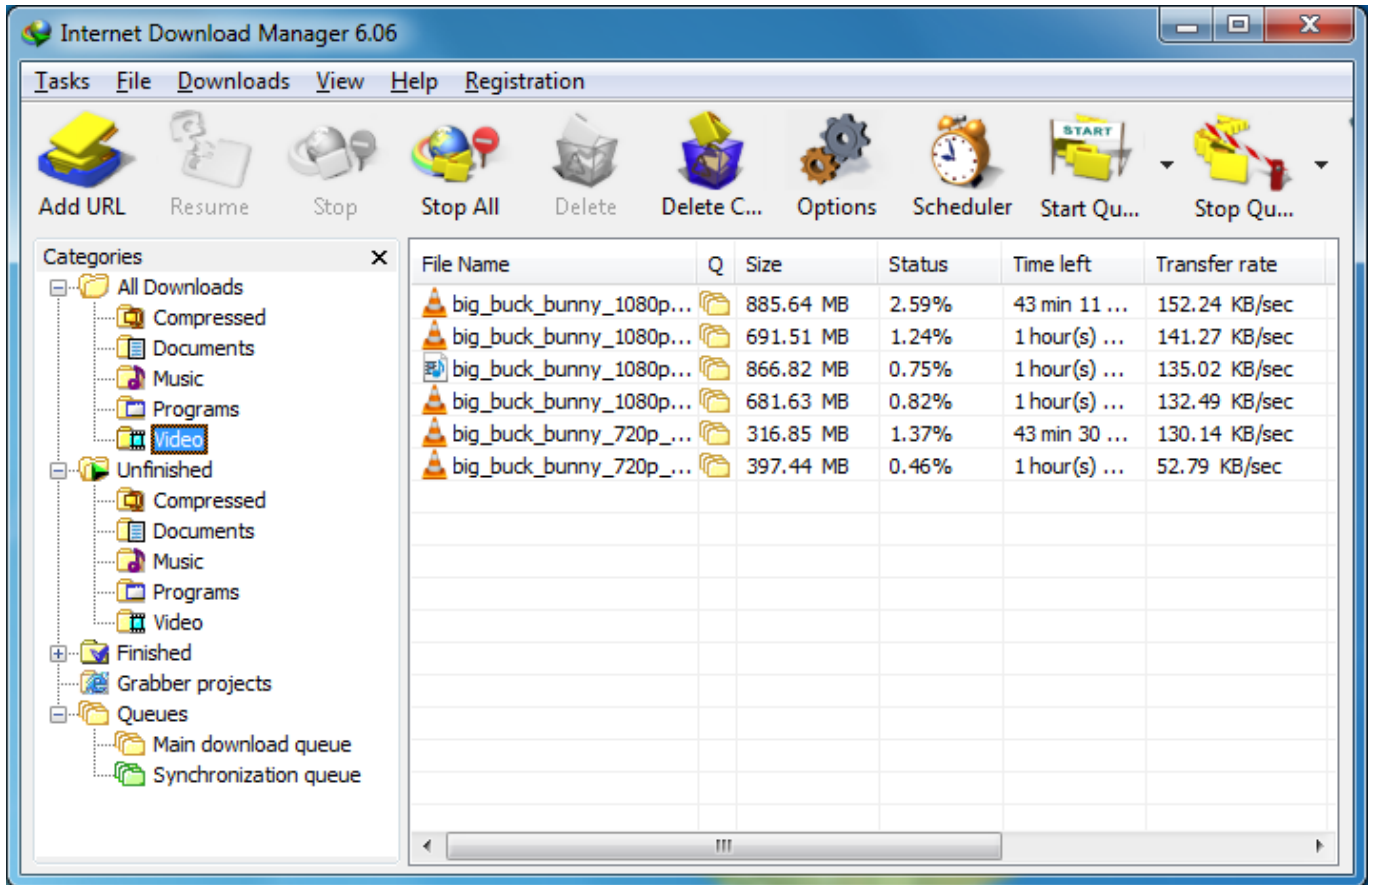 Internet Download Manager 6.06
Tasks File Downloads View Help Registration
START
Add URL Resume Stop Stop All Delete Delete C... Options Scheduler Start Qu... Stop Qu...
Categories
All Downloads
Compressed
Documents
Music
Programs
Video
Unfinished
Compressed
Documents
Music
Programs
Video
Finished
Grabber projects
Queues
Main download queue
Synchronization queue
File Name Q Size Status Time left Transfer rate
big_buck_bunny_1080p... 885.64 MB 2.59% 43 min 11 ... 152.24 KB/sec
big_buck_bunny_1080p... 691.51 MB 1.24% 1 hour(s) ... 141.27 KB/sec
big_buck_bunny_1080p... 866.82 MB 0.75% 1 hour(s) ... 135.02 KB/sec
big_buck_bunny_1080p... 681.63 MB 0.82% 1 hour(s) ... 132.49 KB/sec
big_buck_bunny_720p_... 316.85 MB 1.37% 43 min 30 ... 130.14 KB/sec
big_buck_bunny_720p_... 397.44 MB 0.46% 1 hour(s) ... 52.79 KB/sec